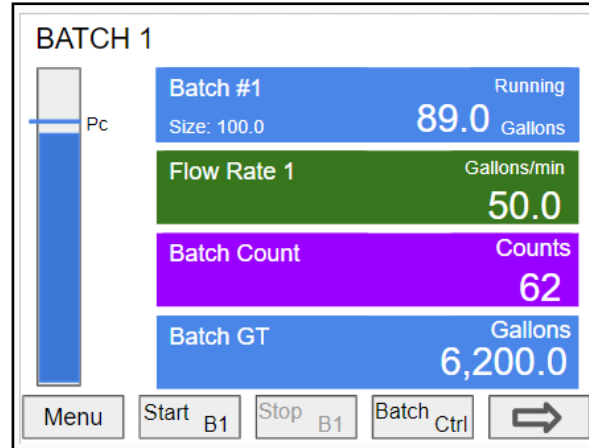 BATCH 1
Pc
Batch #1 Running
Size: 100.0 89.0 Gallons
Flow Rate 1 Gallons/min
50.0
Batch Count Counts
62
Batch GT Gallons
6,200.0
Menu Start B1 Stop B1 Batch Ctrl